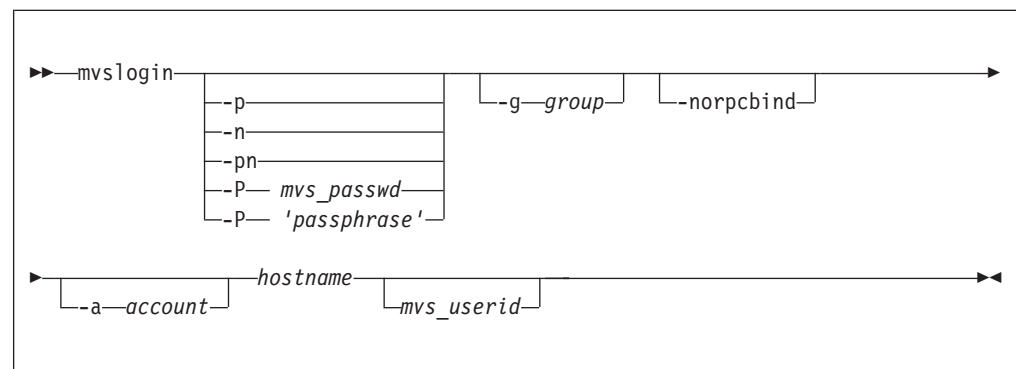 mvslogin
-p
-n
-pn
-P mvs_passwd
-P 'passphrase'
-g group
-norpcbind
-a account
hostname
mvs_userid